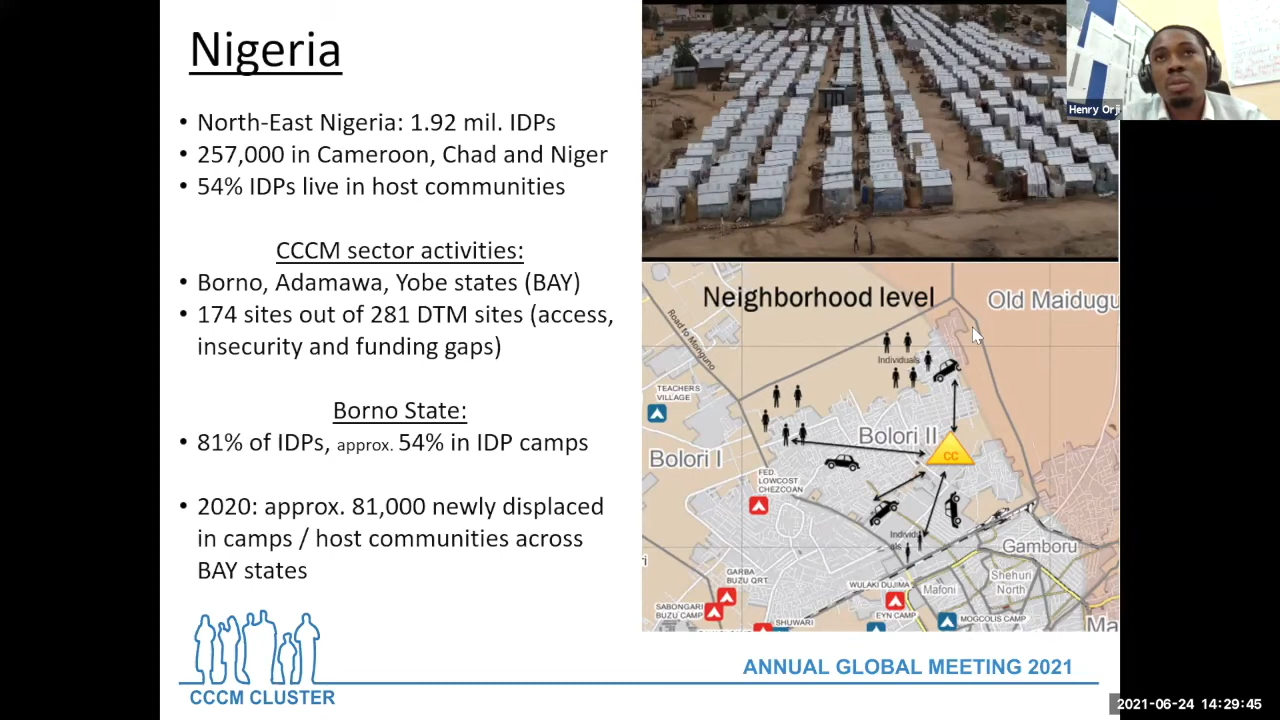 Nigeria
• North-East Nigeria: 1.92 mil. IDPs
• 257,000 in Cameroon, Chad and Niger
• 54% IDPs live in host communities
CCCM sector activities:
• Borno, Adamawa, Yobe states (BAY)
• 174 sites out of 281 DTM sites (access,
insecurity and funding gaps)
Borno State:
• 81% of IDPs, approx. 54% in IDP camps
• 2020: approx. 81,000 newly displaced
in camps / host communities across
BAY states
CCCM CLUSTER
ANNUAL GLOBAL MEETING 2021
Henry Orji
Neighborhood level
Old Maidugu
Road to Monguno
Individuals
TEACHERS
VILLAGE
Bolori II
CC
Bolori I
FED.
LOWCOST
CHEZCOAN
Individu
als
Gamboru
GARBA
BUZU QRT.
WULAKI DUJIMA
Mafoni
Shehuri
North
SABONGARI
BUZU CAMP
EYN CAMP
MOGCOLIS CAMP
SHUWARI
Ma
2021-06-24 14:29:45